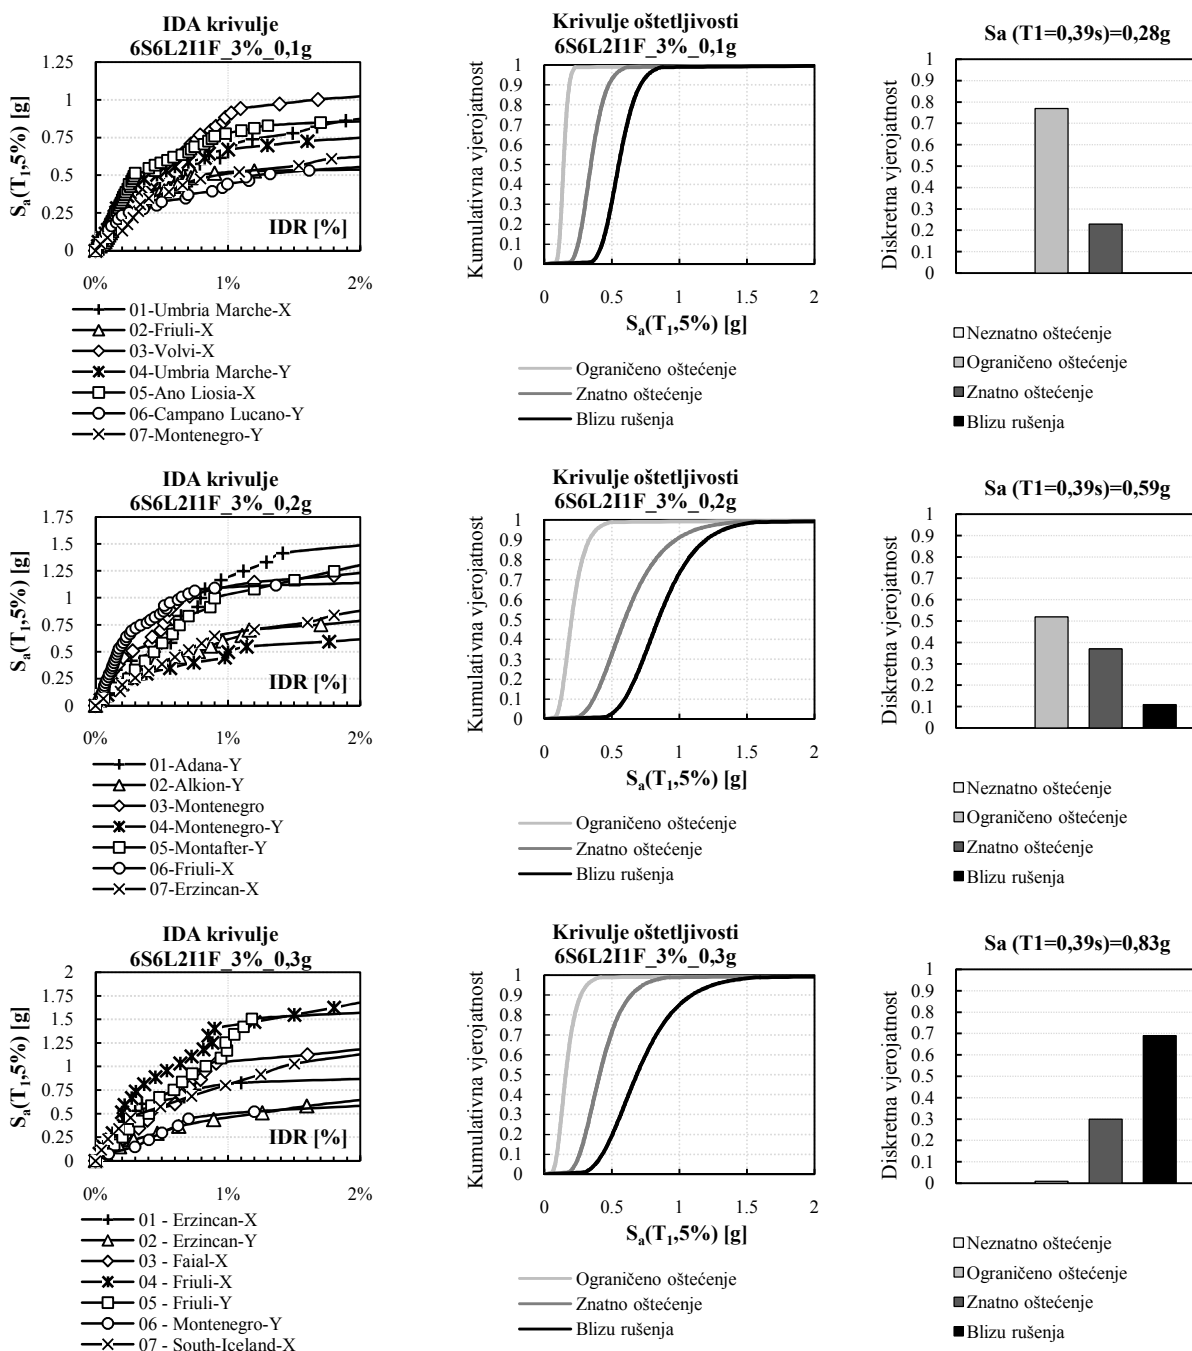 IDA krivulje
6S6L2I1F_3%_0,1g
1.25
1
0.75
0.5
0.25
0
Sa(T1,5%) [g]
IDR [%]
0% 1% 2%
01-Umbria Marche-X
02-Friuli-X
03-Volvi-X
04-Umbria Marche-Y
05-Ano Liosia-X
06-Campano Lucano-Y
07-Montenegro-Y
Krivulje oštetljivosti
6S6L2I1F_3%_0,1g
Kumulativna vjerojatnost
1
0.9
0.8
0.7
0.6
0.5
0.4
0.3
0.2
0.1
0
0 0.5 1 1.5 2
Sa(T1,5%) [g]
Ograničeno oštećenje
Znatno oštećenje
Blizu rušenja
Sa (T1=0,39s)=0,28g
Diskretna vjerojatnost
1
0.9
0.8
0.7
0.6
0.5
0.4
0.3
0.2
0.1
0
Neznatno oštećenje
Ograničeno oštećenje
Znatno oštećenje
Blizu rušenja
IDA krivulje
6S6L2I1F_3%_0,2g
1.75
1.5
1.25
1
0.75
0.5
0.25
0
Sa(T1,5%) [g]
IDR [%]
0% 1% 2%
01-Adana-Y
02-Alkion-Y
03-Montenegro
04-Montenegro-Y
05-Montafter-Y
06-Friuli-X
07-Erzincan-X
Krivulje oštetljivosti
6S6L2I1F_3%_0,2g
Kumulativna vjerojatnost
1
0.9
0.8
0.7
0.6
0.5
0.4
0.3
0.2
0.1
0
0 0.5 1 1.5 2
Sa(T1,5%) [g]
Ograničeno oštećenje
Znatno oštećenje
Blizu rušenja
Sa (T1=0,39s)=0,59g
Diskretna vjerojatnost
1
0.9
0.8
0.7
0.6
0.5
0.4
0.3
0.2
0.1
0
Neznatno oštećenje
Ograničeno oštećenje
Znatno oštećenje
Blizu rušenja
IDA krivulje
6S6L2I1F_3%_0,3g
2
1.75
1.5
1.25
1
0.75
0.5
0.25
0
Sa(T1,5%) [g]
IDR [%]
0% 1% 2%
01 - Erzincan-X
02 - Erzincan-Y
03 - Faial-X
04 - Friuli-X
05 - Friuli-Y
06 - Montenegro-Y
07 - South-Iceland-X
Krivulje oštetljivosti
6S6L2I1F_3%_0,3g
Kumulativna vjerojatnost
1
0.9
0.8
0.7
0.6
0.5
0.4
0.3
0.2
0.1
0
0 0.5 1 1.5 2
Sa(T1,5%) [g]
Ograničeno oštećenje
Znatno oštećenje
Blizu rušenja
Sa (T1=0,39s)=0,83g
Diskretna vjerojatnost
1
0.9
0.8
0.7
0.6
0.5
0.4
0.3
0.2
0.1
0
Neznatno oštećenje
Ograničeno oštećenje
Znatno oštećenje
Blizu rušenja